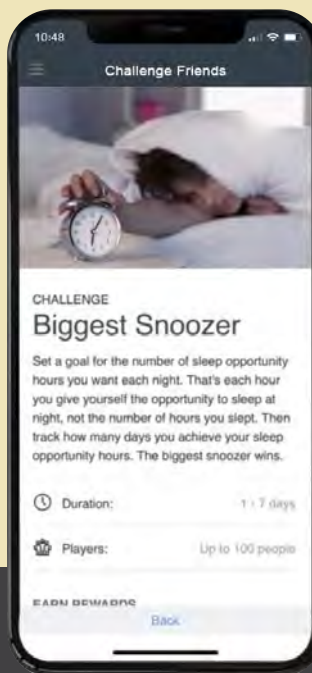 10:48
Challenge Friends
CHALLENGE
Biggest Snoozer
Set a goal for the number of sleep opportunity
hours you want each night. That's each hour
you give yourself the opportunity to sleep at
night, not the number of hours you slept. Then
track how many days you achieve your sleep
opportunity hours. The biggest snoozer wins.
Duration:
days
Players:
Up to 100 people
EARN REWARDS
Back